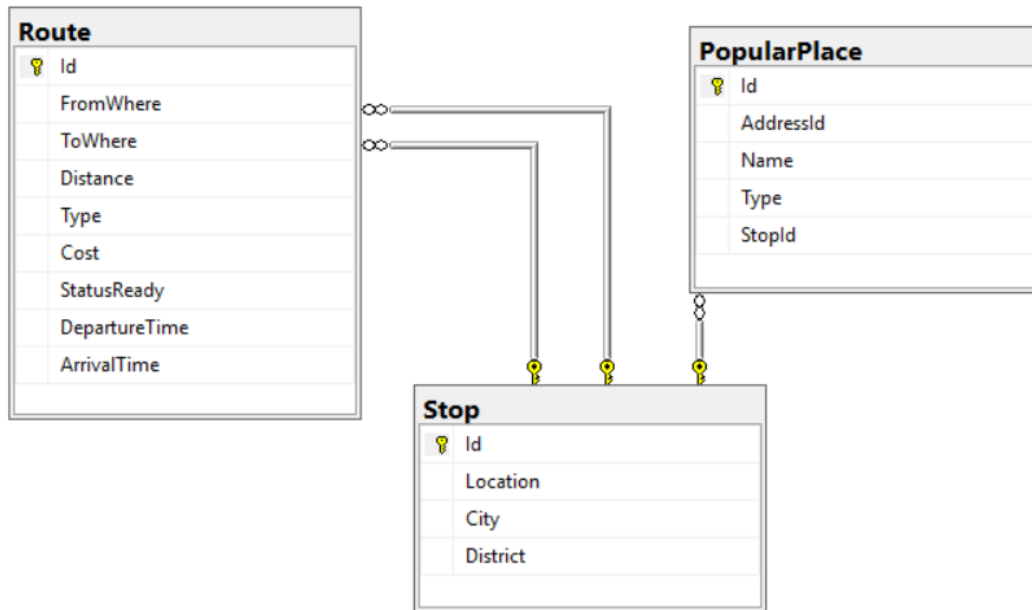 Route
Id
FromWhere
ToWhere
Distance
Type
Cost
StatusReady
DepartureTime
ArrivalTime
PopularPlace
Id
AddressId
Name
Type
StopId
Stop
Id
Location
City
District